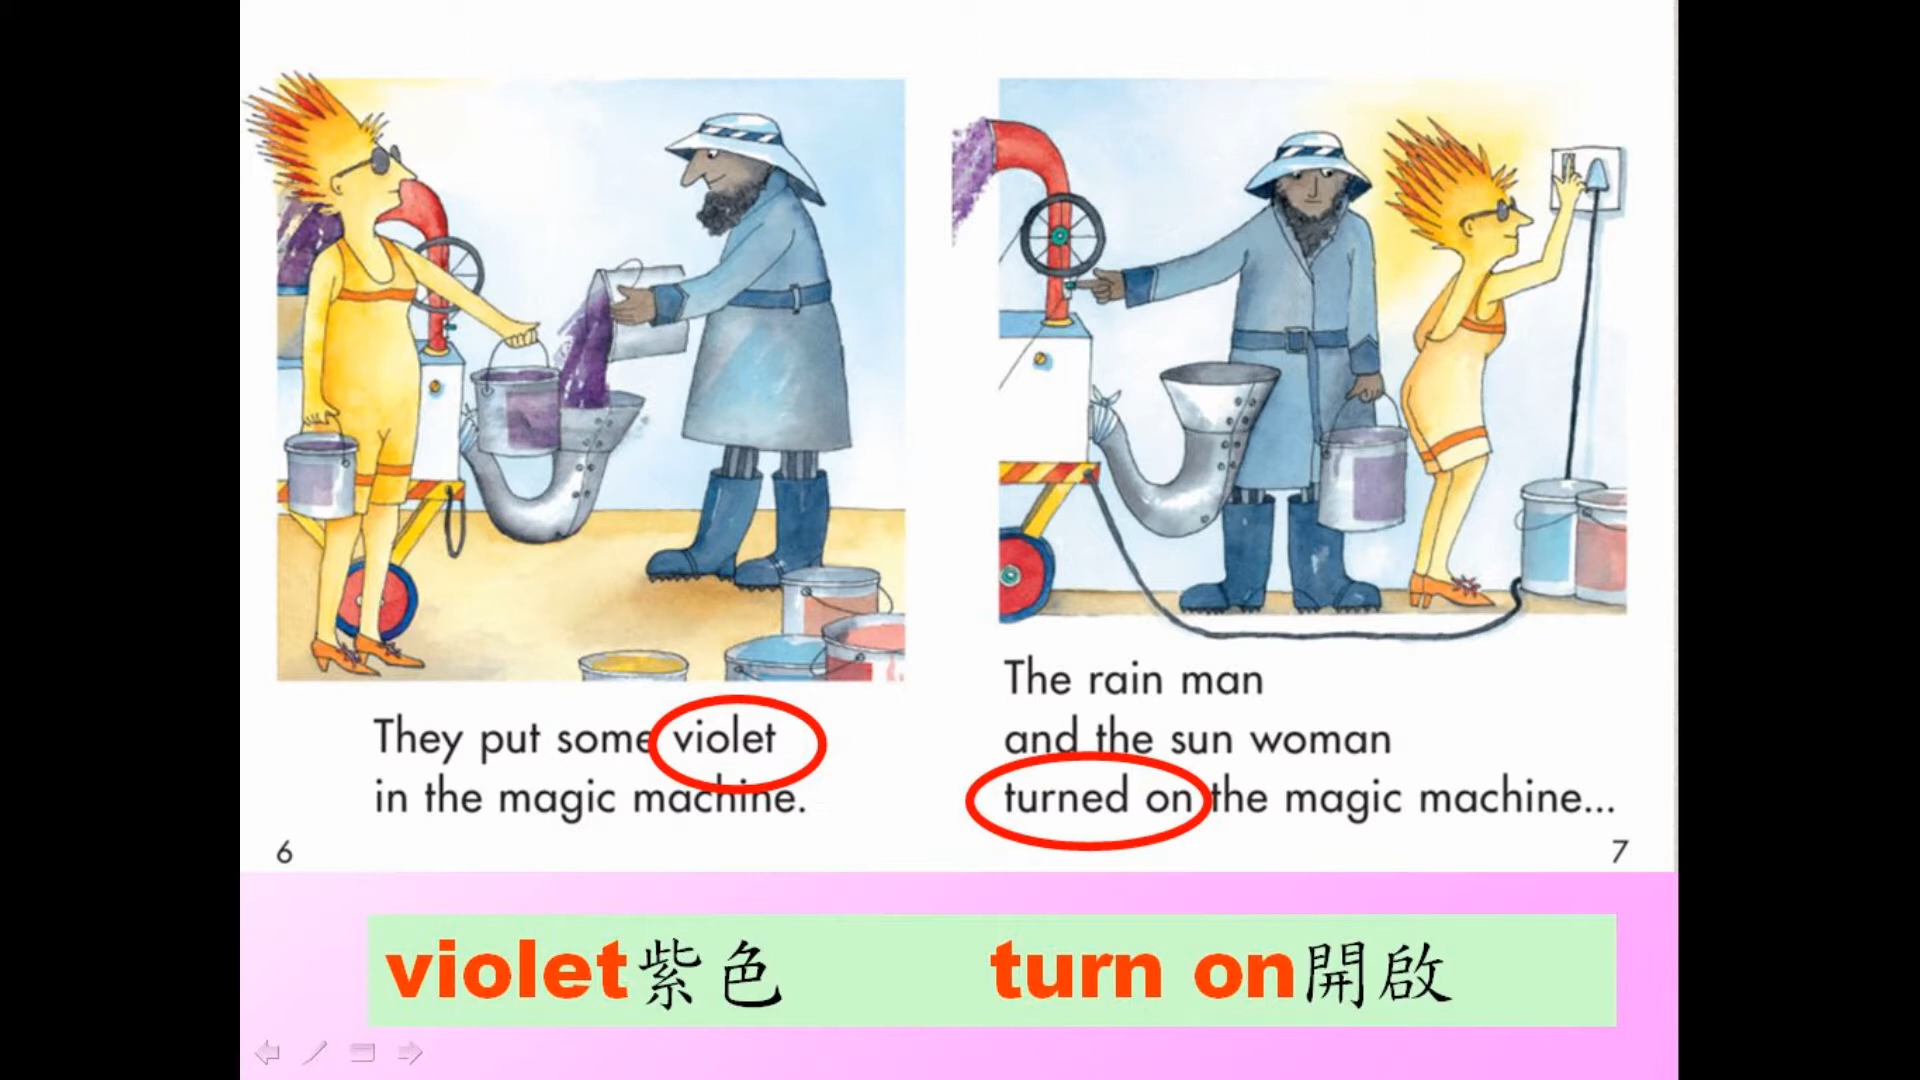 They put some violet
in the magic machine.
6
The rain man
and the sun woman
turned on the magic machine...
7
violet紫色
turn on開啟